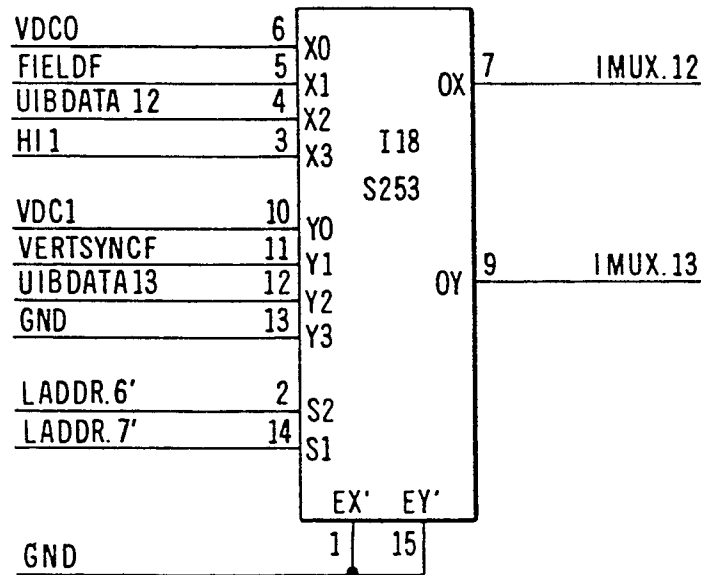 VDC0 6 X0
FIELDF 5 X1
UIBDATA 12 4 X2
HI1 3 X3
OX 7 IMUX.12
I18
S253
VDC1 10 Y0
VERTSYNCF 11 Y1
UIBDATA13 12 Y2
GND 13 Y3
OY 9 IMUX.13
LADDR.6' 2 S2
LADDR.7' 14 S1
EX' EY'
1 15
GND